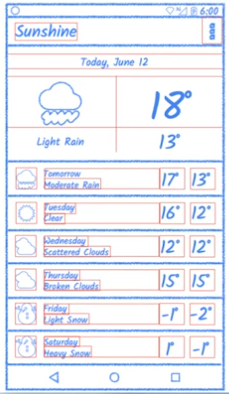 6:00
Sunshine
Today, June 12
18°
Light Rain
13°
Tomorrow
Moderate Rain
17° 13°
Tuesday
Clear
16° 12°
Wednesday
Scattered Clouds
12° 12°
Thursday
Broken Clouds
15° 15°
Friday
Light Snow
-1° -2°
Saturday
Heavy Snow
1° -1°